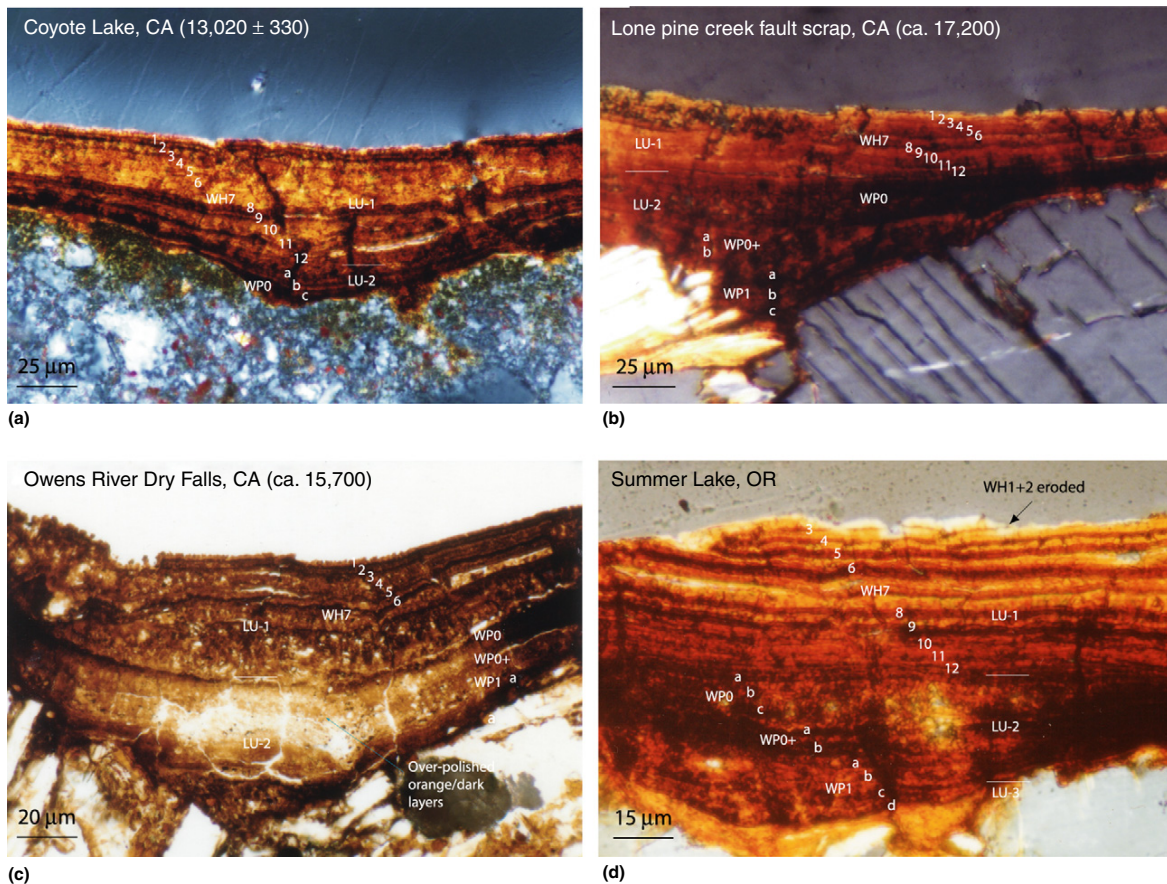 Coyote Lake, CA (13,020 ± 330)
1
2
3
4
5
6
WH7
8
9
10
11
12
LU-1
LU-2
WP0
a
b
c
25 μm
(a)
Lone pine creek fault scrap, CA (ca. 17,200)
1
2
3
4
5
6
WH7
8
9
10
11
12
LU-1
LU-2
WP0
a
b
WP0+
a
WP1
b
c
25 μm
(b)
Owens River Dry Falls, CA (ca. 15,700)
1
2
3
4
5
6
WH7
LU-1
WP0
WP0+
WP1
a
a
LU-2
Over-polished
orange/dark
layers
20 μm
(c)
Summer Lake, OR
WH1+2 eroded
3
4
5
6
WH7
8
9
10
11
12
LU-1
WP0
a
b
c
WP0+
a
b
LU-2
WP1
a
b
c
d
LU-3
15 μm
(d)